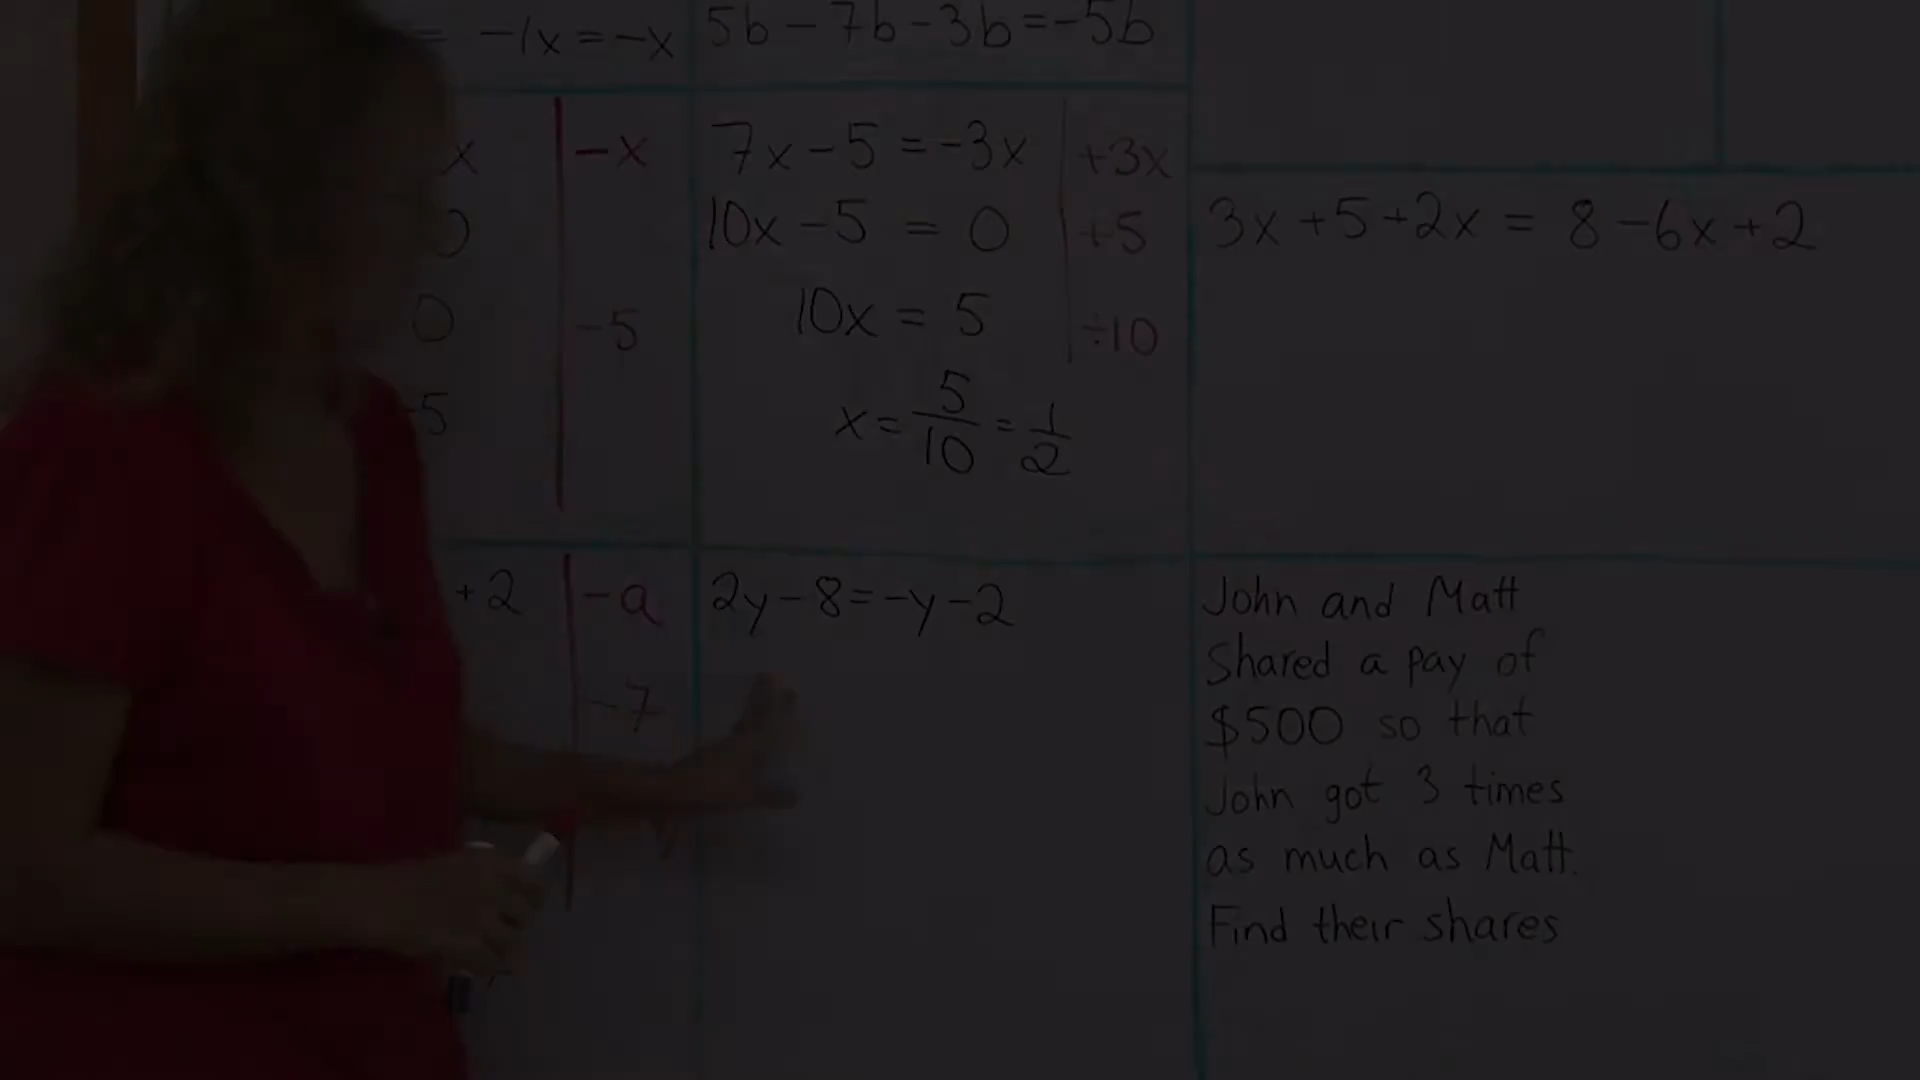 = -1x = -x
5b - 7b - 3b = -5b
x | -x
0
0 -5
-5
7x - 5 = -3x | +3x
10x - 5 = 0 | +5
10x = 5 | ÷10
x = 5/10 = 1/2
3x + 5 + 2x = 8 - 6x + 2
+2 | -a
-7
2y - 8 = -y - 2
John and Matt
Shared a pay of
$500 so that
John got 3 times
as much as Matt.
Find their shares